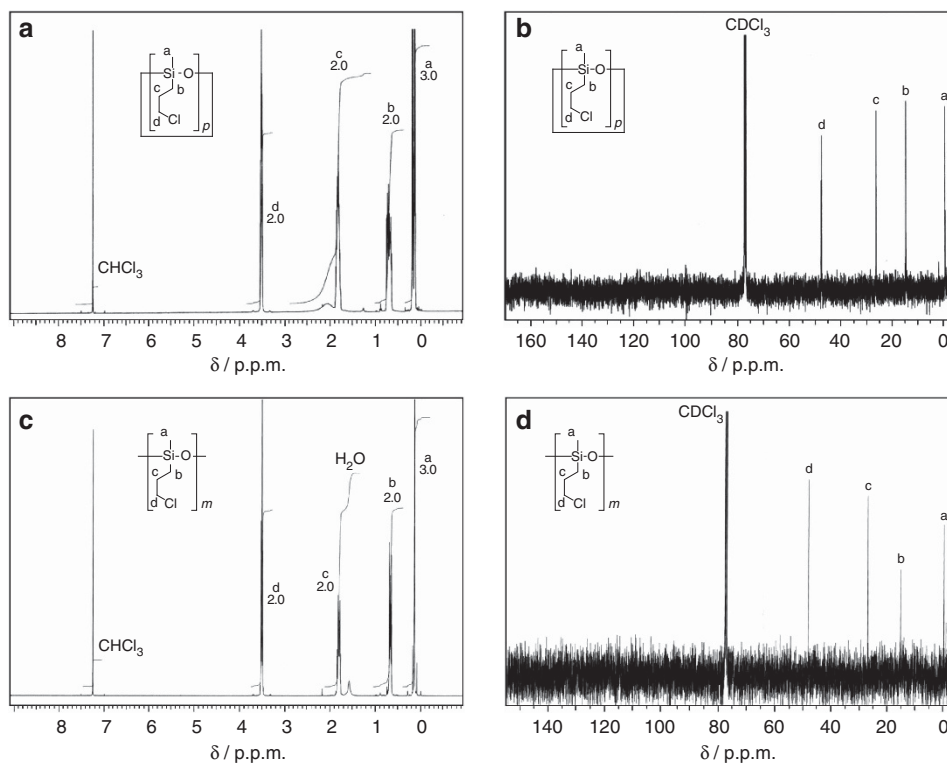 a
a
Si
O
c
b
d
Cl
p
c
2.0
a
3.0
b
2.0
d
2.0
CHCl3
8 7 6 5 4 3 2 1 0
δ / p.p.m.
b
CDCl3
a
Si
O
c
b
d
Cl
p
d
c
b
a
160 140 120 100 80 60 40 20 0
δ / p.p.m.
c
a
Si
O
c
b
d
Cl
m
H2O
a
3.0
b
2.0
c
2.0
d
2.0
CHCl3
8 7 6 5 4 3 2 1 0
δ / p.p.m.
d
CDCl3
a
Si
O
c
b
d
Cl
m
d
c
b
a
140 120 100 80 60 40 20 0
δ / p.p.m.